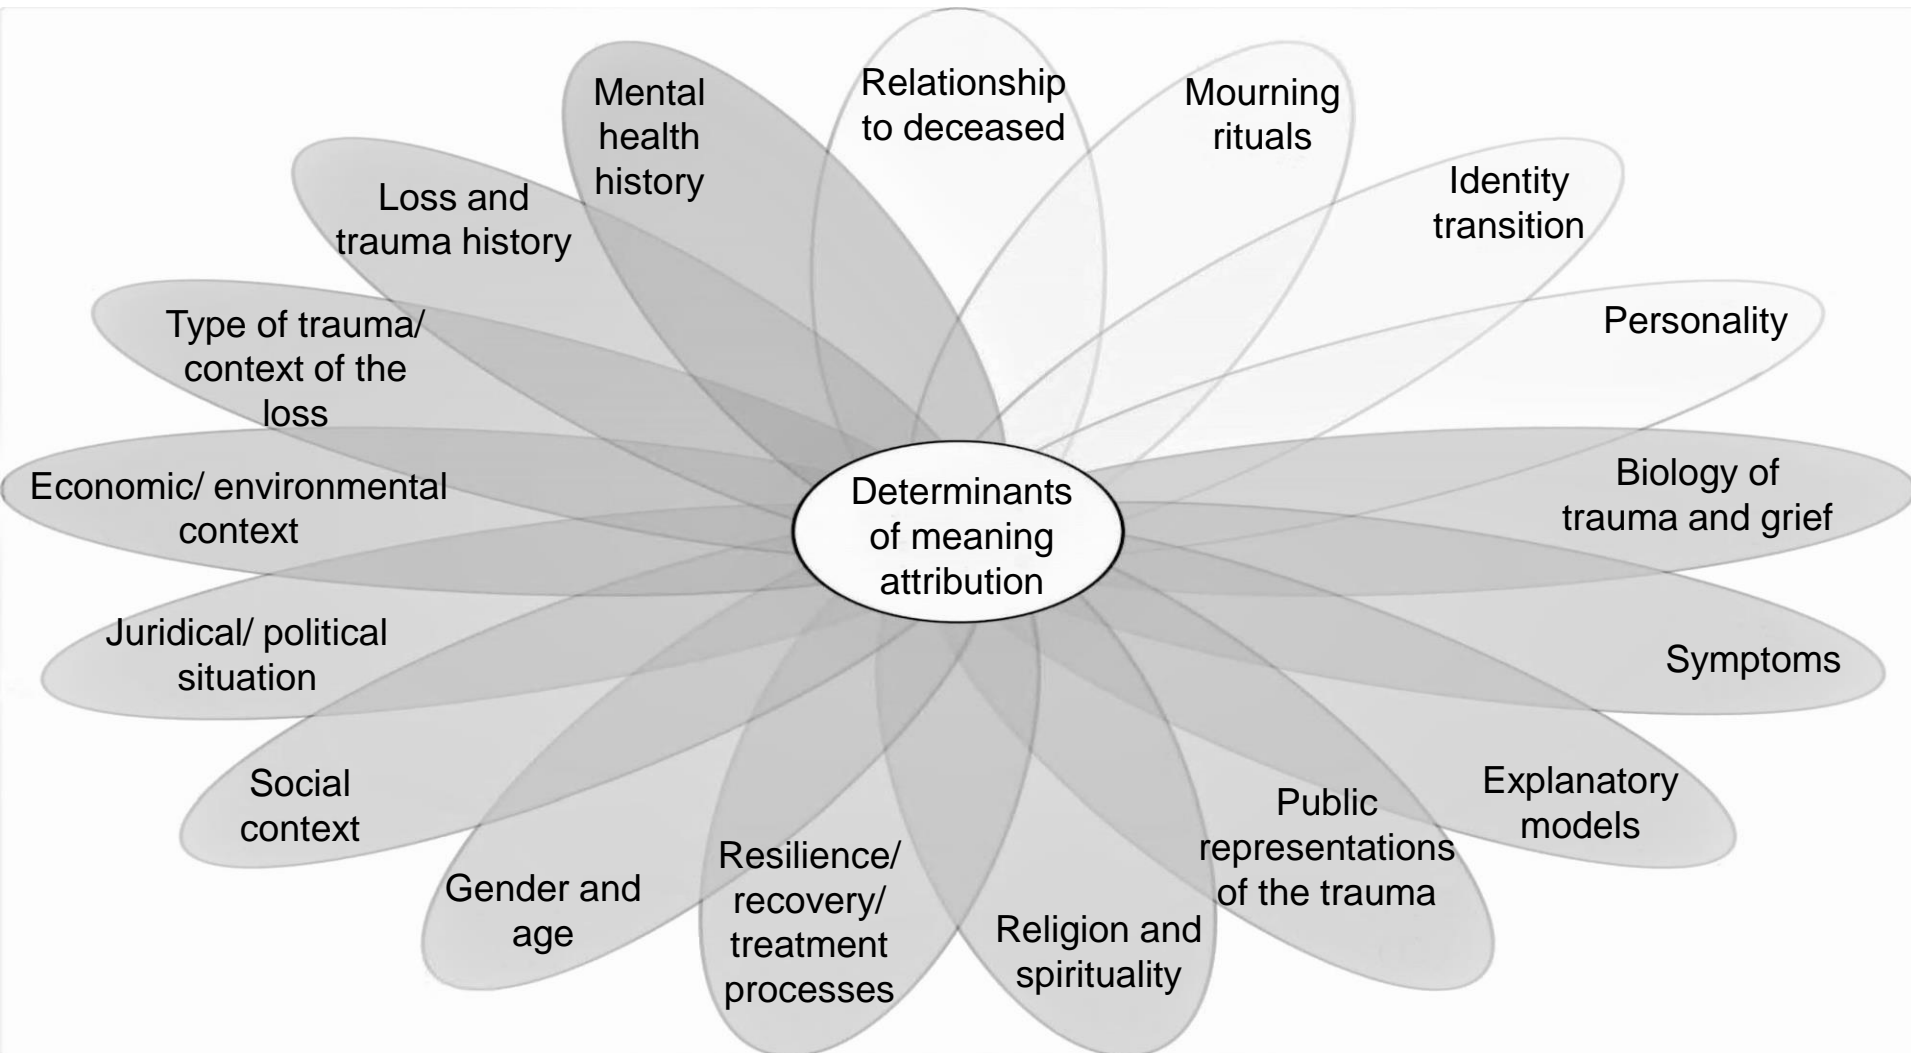 Relationship
to deceased
Mourning
rituals
Identity
transition
Personality
Biology of
trauma and grief
Symptoms
Explanatory
models
Public
representations
of the trauma
Religion and
spirituality
Resilience/
recovery/
treatment
processes
Gender and
age
Social
context
Juridical/ political
situation
Economic/ environmental
context
Type of trauma/
context of the
loss
Loss and
trauma history
Mental
health
history
Determinants
of meaning
attribution